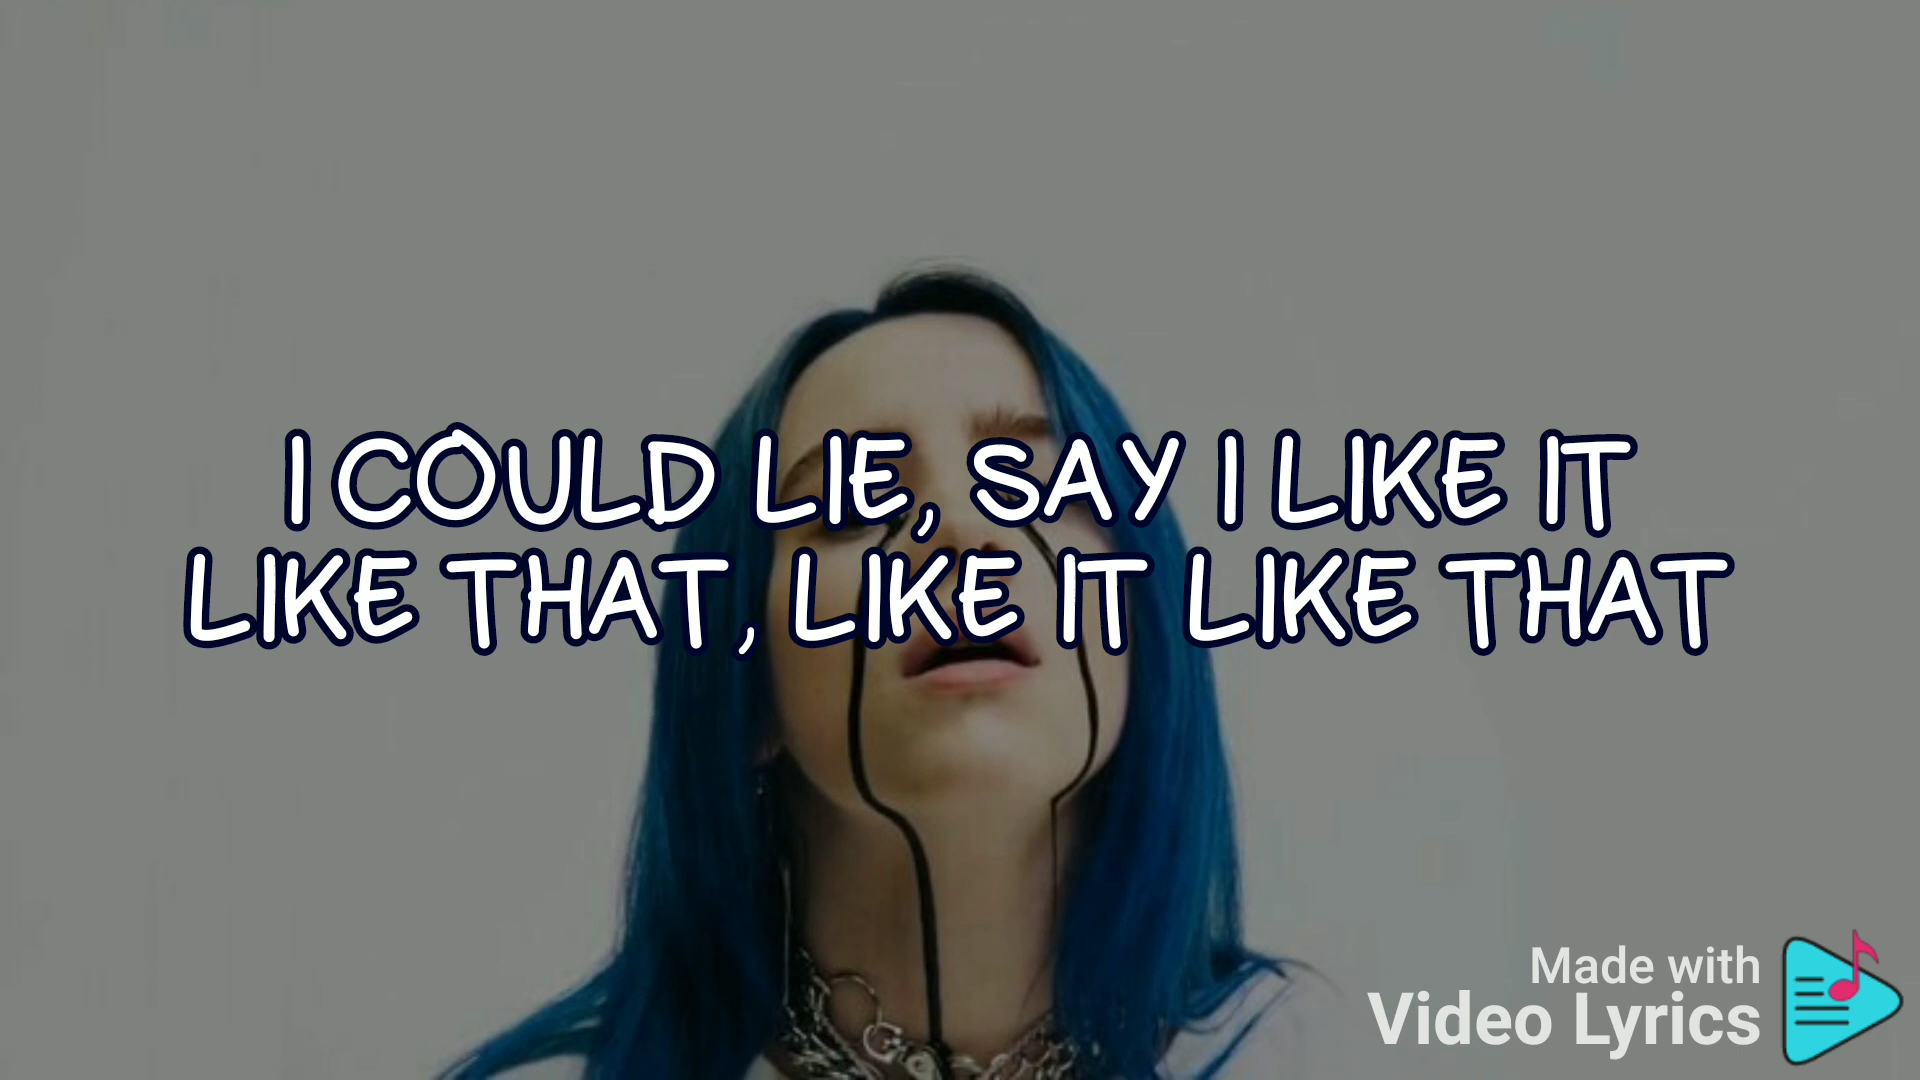 I COULD LIE, SAY I LIKE IT
LIKE THAT, LIKE IT LIKE THAT
Made with
Video Lyrics